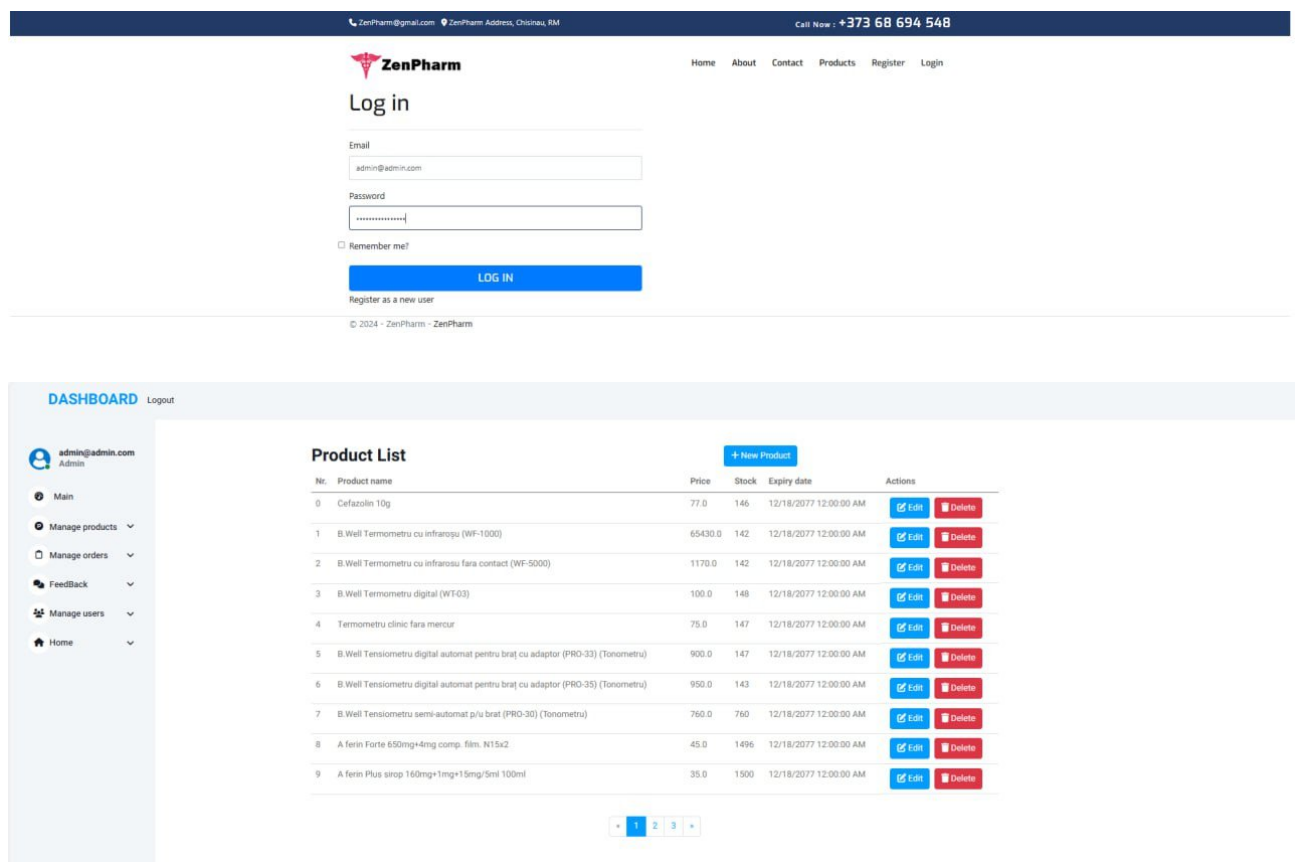 ZenPharm@gmail.com ZenPharm Address, Chisinau, RM Call Now : +373 68 694 548
ZenPharm Home About Contact Products Register Login
Log in
Email
admin@admin.com
Password
Remember me?
LOG IN
Register as a new user
© 2024 - ZenPharm - ZenPharm
DASHBOARD Logout
admin@admin.com
Admin
Main
Manage products
Manage orders
FeedBack
Manage users
Home
Product List + New Product
Nr. Product name Price Stock Expiry date Actions
0 Cefazolin 10g 77.0 146 12/18/2077 12:00:00 AM Edit Delete
1 B.Well Termometru cu infraroșu (WF-1000) 65430.0 142 12/18/2077 12:00:00 AM Edit Delete
2 B.Well Termometru cu infrarosu fara contact (WF-5000) 1170.0 142 12/18/2077 12:00:00 AM Edit Delete
3 B.Well Termometru digital (WT-03) 100.0 148 12/18/2077 12:00:00 AM Edit Delete
4 Termometru clinic fara mercur 75.0 147 12/18/2077 12:00:00 AM Edit Delete
5 B.Well Tensiometru digital automat pentru braț cu adaptor (PRO-33) (Tonometru) 900.0 147 12/18/2077 12:00:00 AM Edit Delete
6 B.Well Tensiometru digital automat pentru braț cu adaptor (PRO-35) (Tonometru) 950.0 143 12/18/2077 12:00:00 AM Edit Delete
7 B.Well Tensiometru semi-automat p/u brat (PRO-30) (Tonometru) 760.0 760 12/18/2077 12:00:00 AM Edit Delete
8 A ferin Forte 650mg+4mg comp. film. N15x2 45.0 1496 12/18/2077 12:00:00 AM Edit Delete
9 A ferin Plus sirop 160mg+1mg+15mg/5ml 100ml 35.0 1500 12/18/2077 12:00:00 AM Edit Delete
« 1 2 3 »